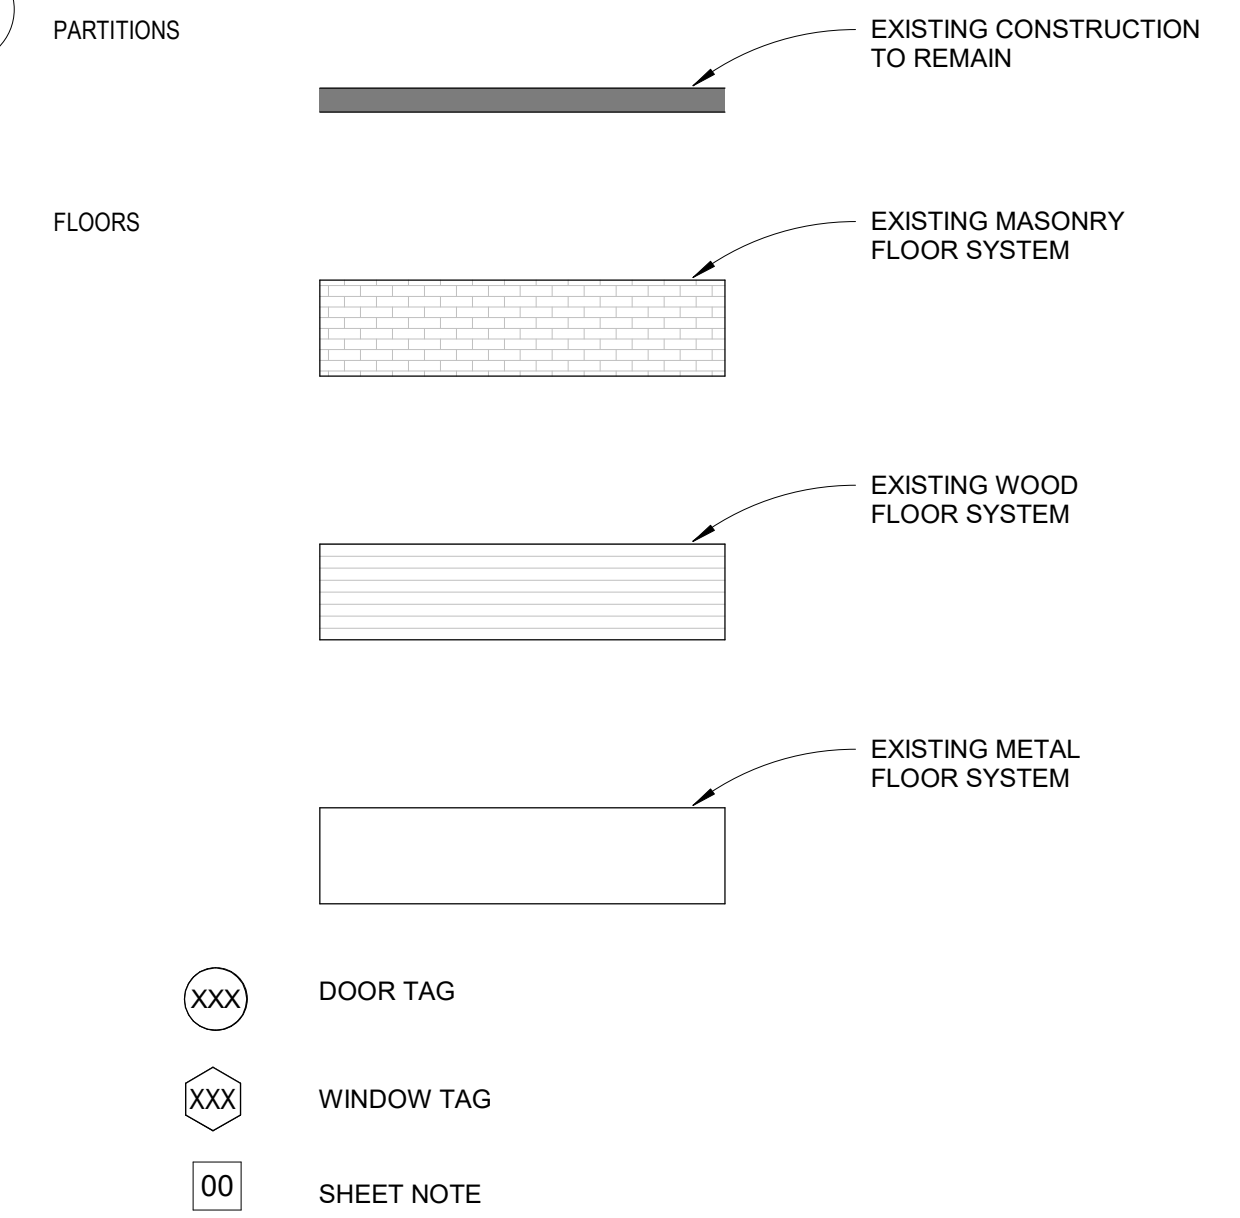 PARTITIONS
EXISTING CONSTRUCTION
TO REMAIN
FLOORS
EXISTING MASONRY
FLOOR SYSTEM
EXISTING WOOD
FLOOR SYSTEM
EXISTING METAL
FLOOR SYSTEM
XXX
DOOR TAG
XXX
WINDOW TAG
00
SHEET NOTE